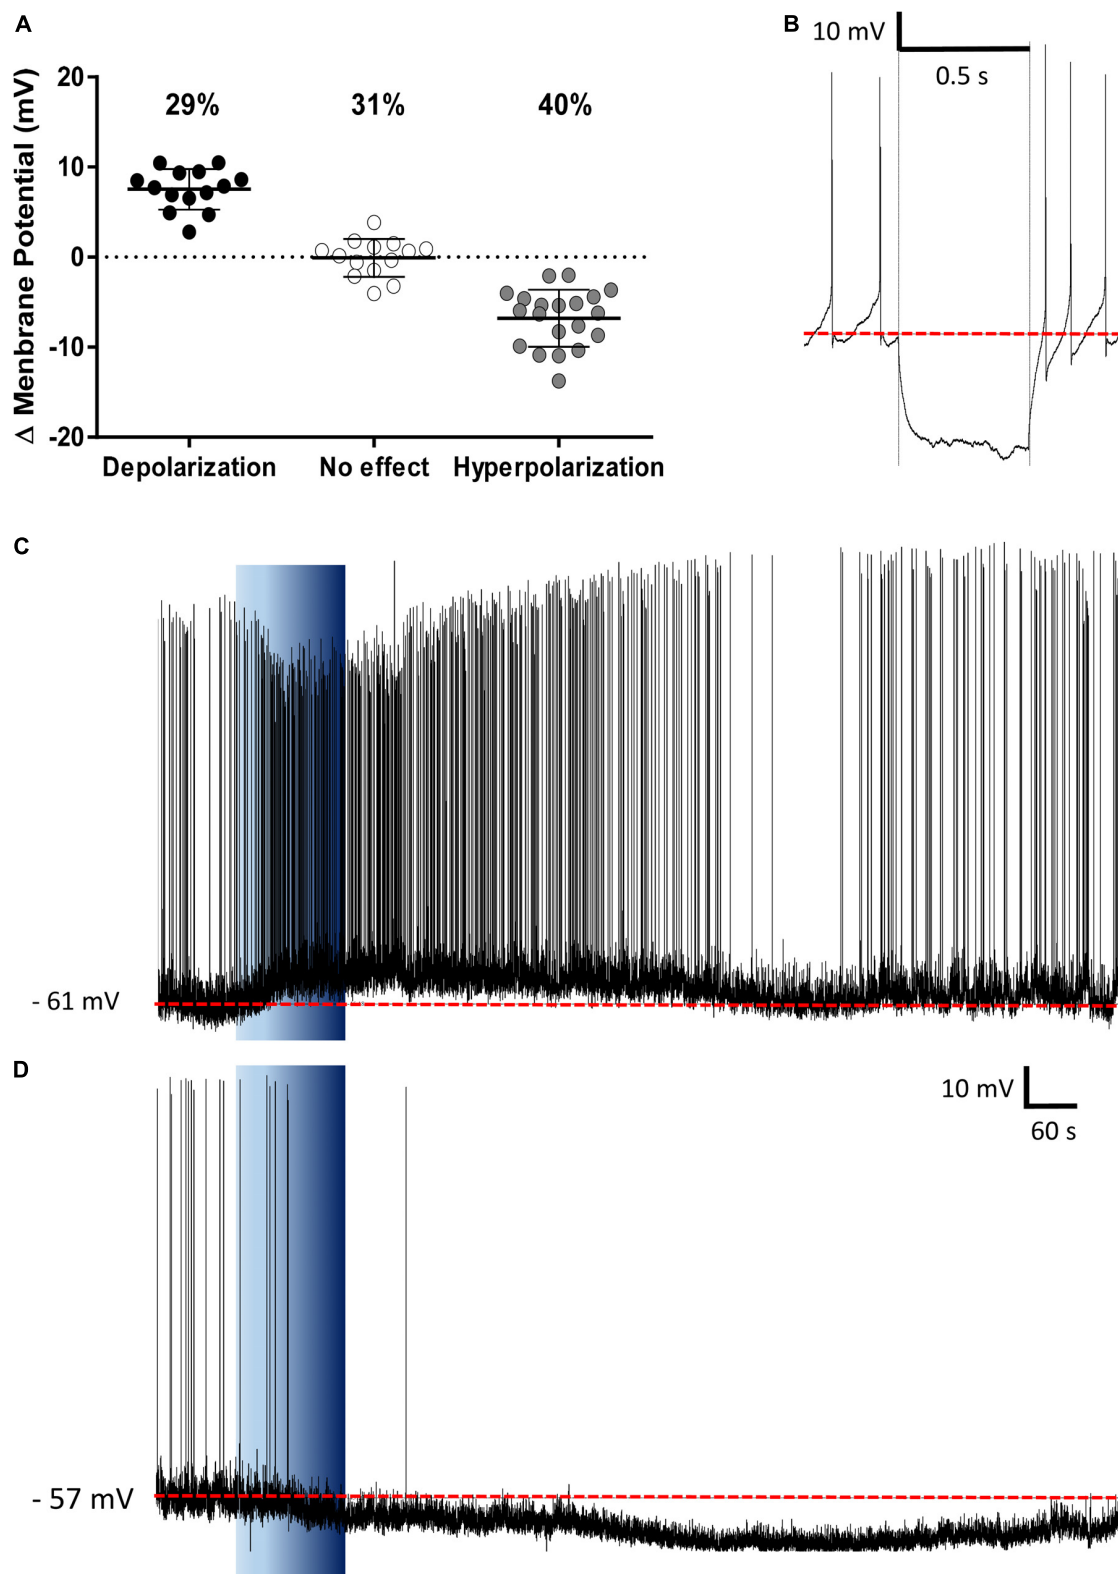 A
Δ Menbrane Potential (mV)
20
10
0
-10
-20
29%
31%
40%
Depolarization
No effect
Hyperpolarization
B
10 mV
0.5 s
C
- 61 mV
D
10 mV
60 s
- 57 mV